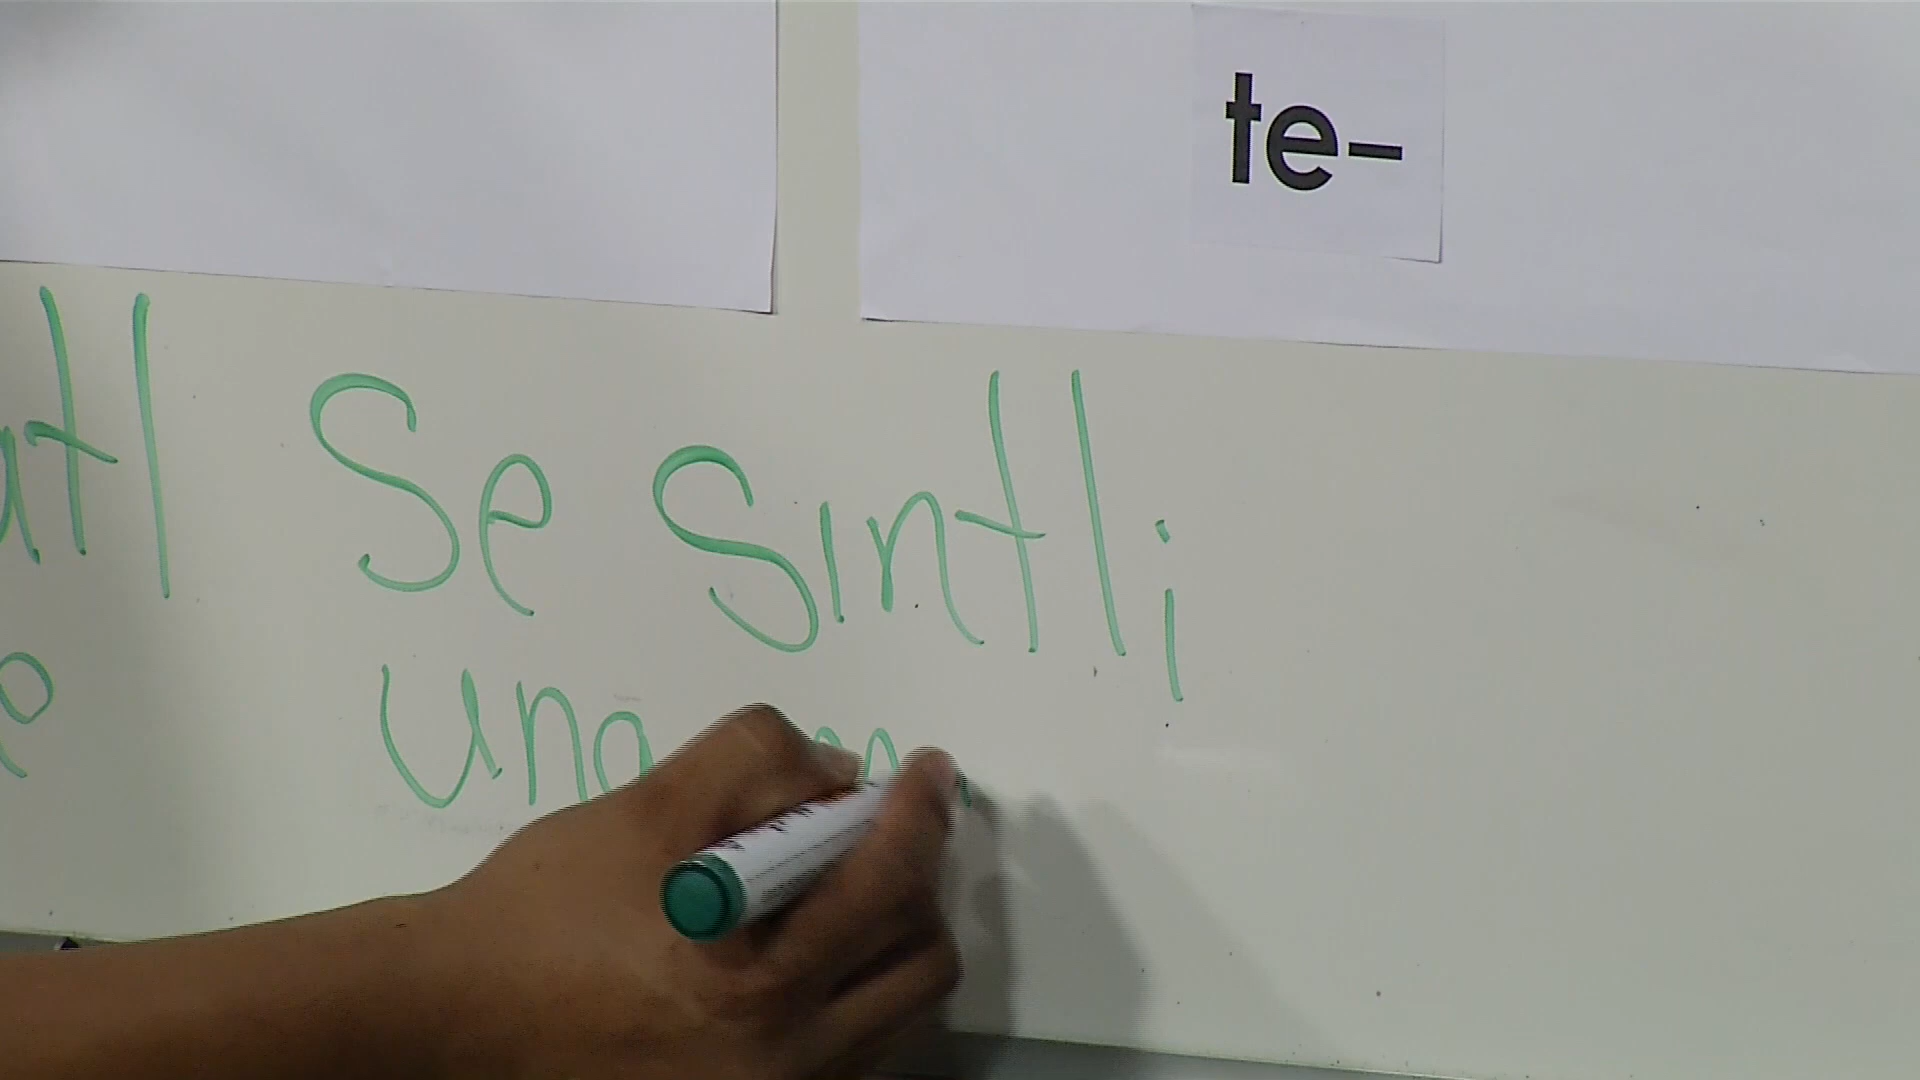 te-
atl Se sintli
una